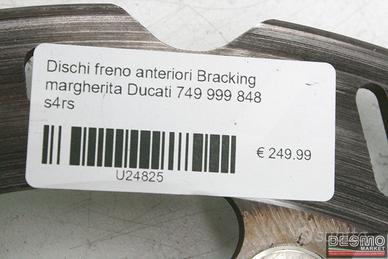 Dischi freno anteriori Bracking
margherita Ducati 749 999 848
s4rs
€ 249.99
U24825
DESMO
MARKET